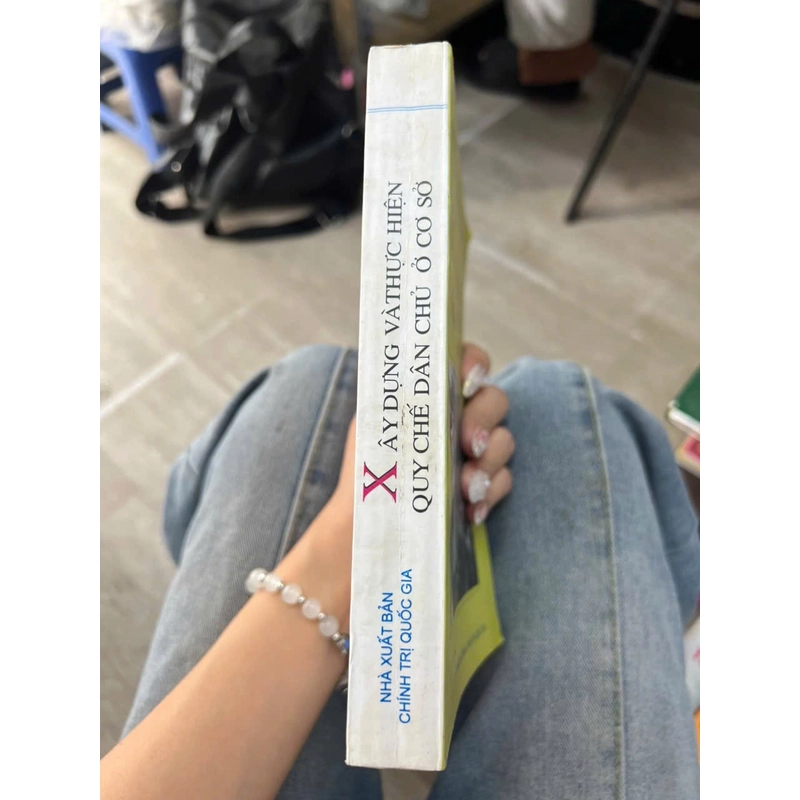 XÂY DỰNG VÀ THỰC HIỆN
QUY CHẾ DÂN CHỦ Ở CƠ SỞ
NHÀ XUẤT BẢN
CHÍNH TRỊ QUỐC GIA